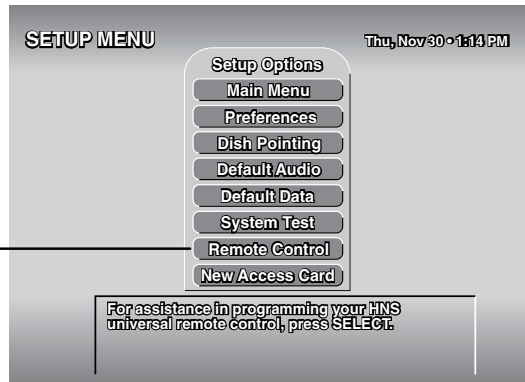 SETUP MENU
Thu, Nov 30 • 1:14 PM
Setup Options
Main Menu
Preferences
Dish Pointing
Default Audio
Default Data
System Test
Remote Control
New Access Card
For assistance in programming your HNS
universal remote control, press SELECT.